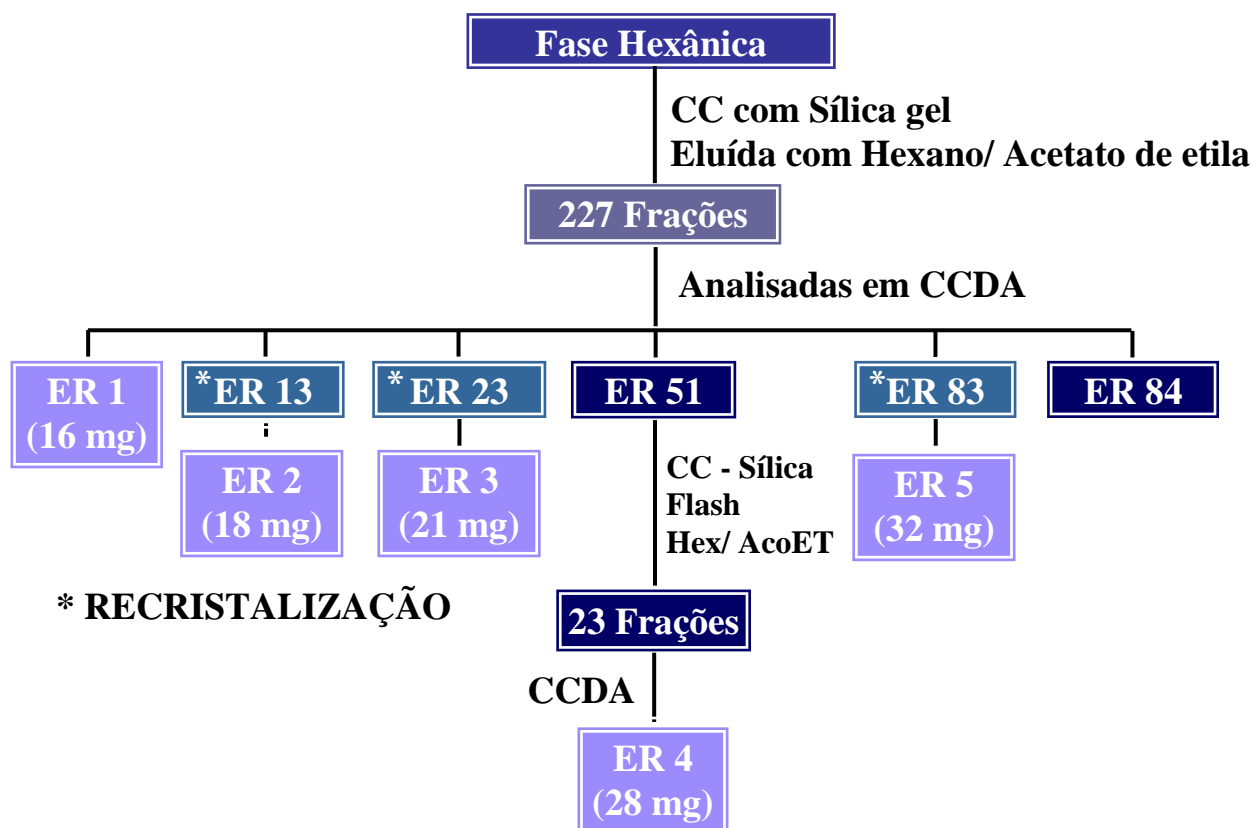 Fase Hexânica
CC com Sílica gel
Eluída com Hexano/ Acetato de etila
227 Frações
Analisadas em CCDA
ER 1
(16 mg)
*ER 13
ER 2
(18 mg)
* ER 23
ER 3
(21 mg)
ER 51
CC - Sílica
Flash
Hex/ AcoET
*ER 83
ER 5
(32 mg)
ER 84
* RECRISTALIZAÇÃO
23 Frações
CCDA
ER 4
(28 mg)